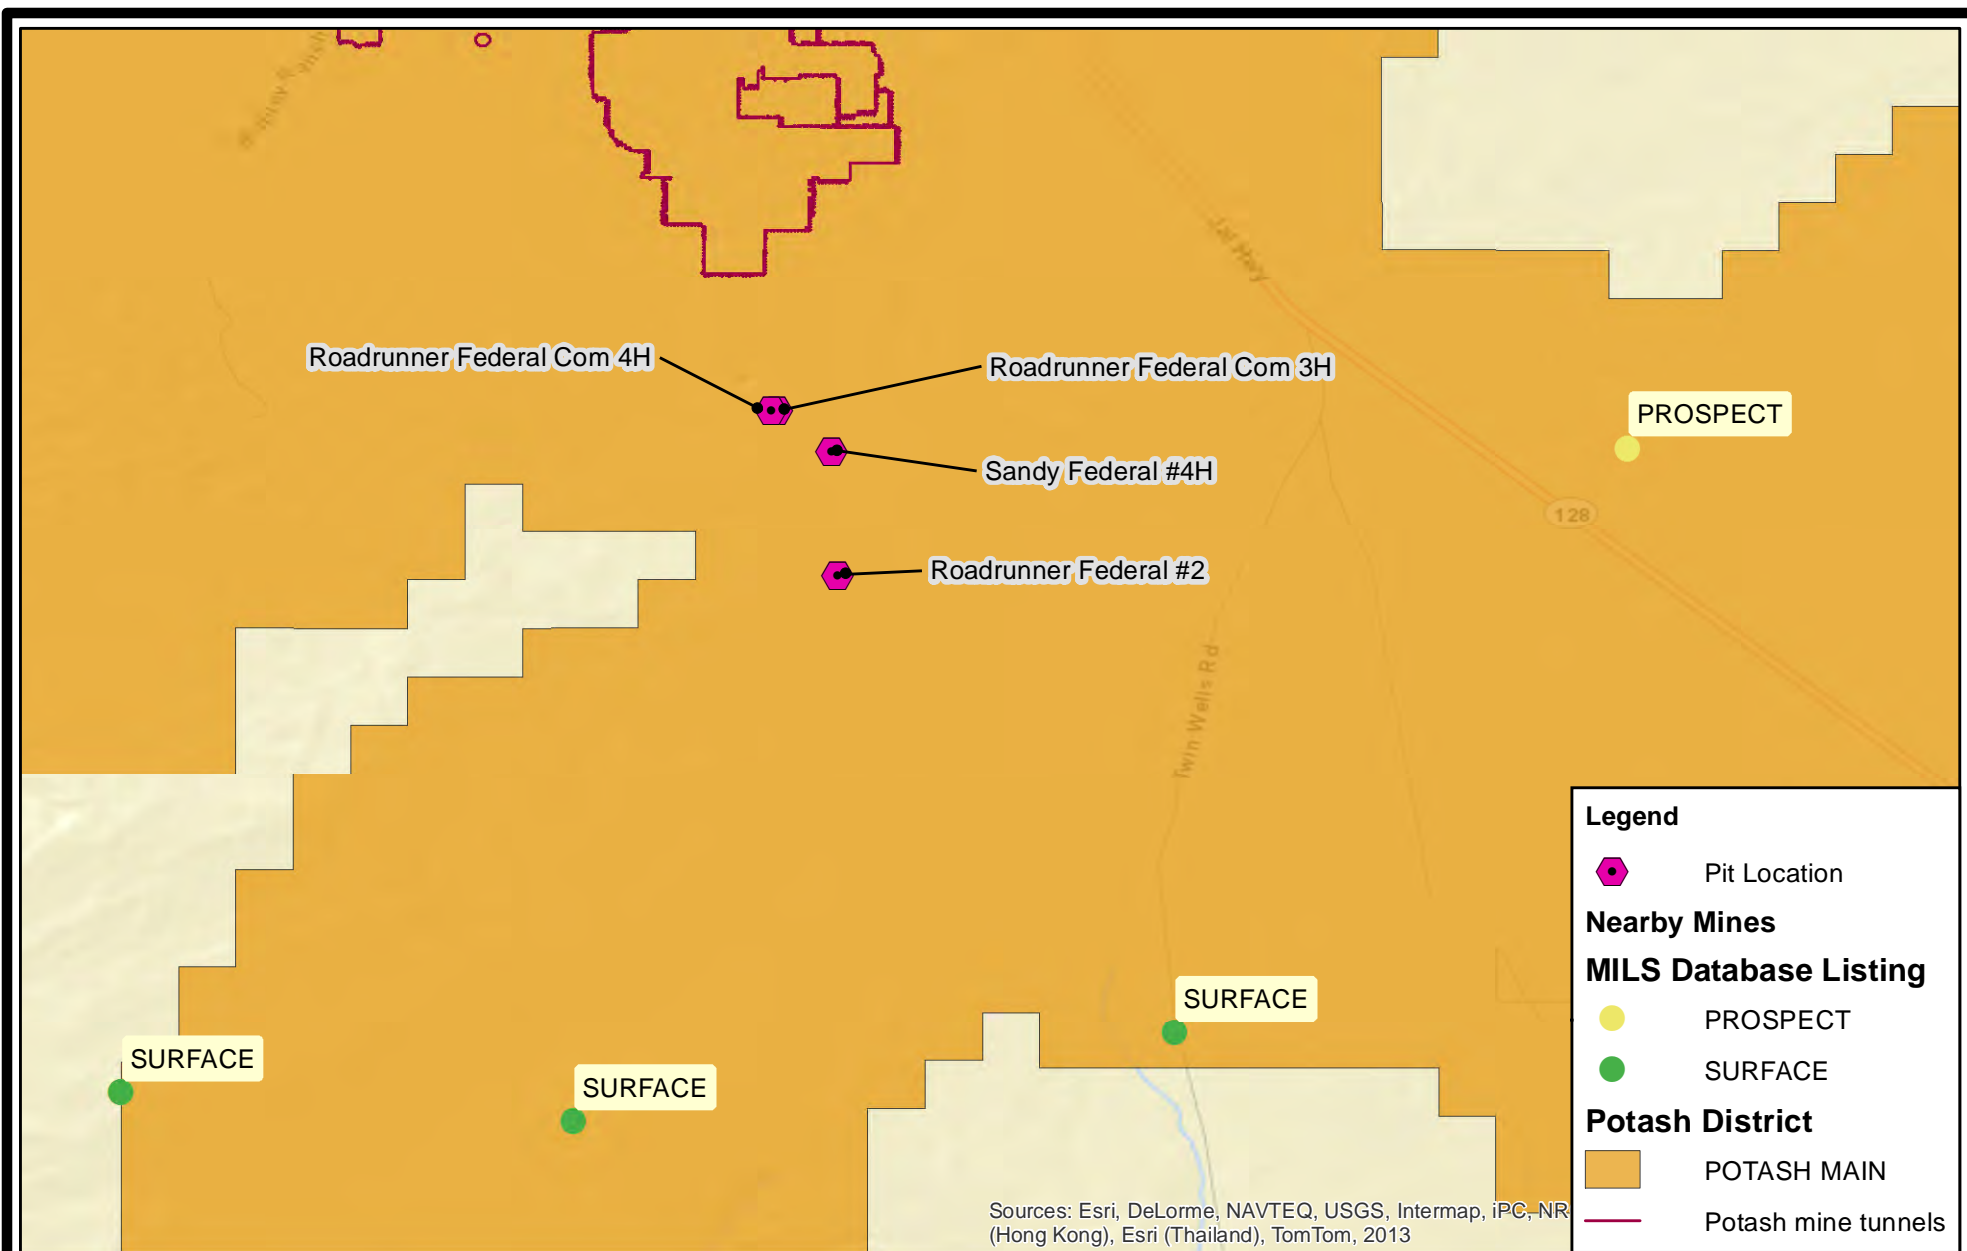 Jal Hwy
Roadrunner Federal Com 4H
Roadrunner Federal Com 3H
PROSPECT
Sandy Federal #4H
128
Roadrunner Federal #2
Twin Wells Rd
SURFACE
SURFACE
SURFACE
Sources: Esri, DeLorme, NAVTEQ, USGS, Intermap, iPC, NR
(Hong Kong), Esri (Thailand), TomTom, 2013
Legend
Pit Location
Nearby Mines
MILS Database Listing
PROSPECT
SURFACE
Potash District
POTASH MAIN
Potash mine tunnels